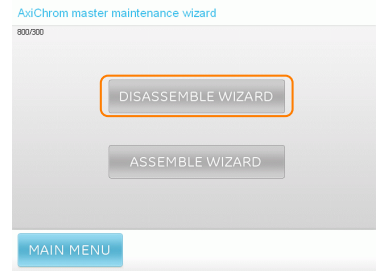 AxiChrom master maintenance wizard
800/300
DISASSEMBLE WIZARD
ASSEMBLE WIZARD
MAIN MENU